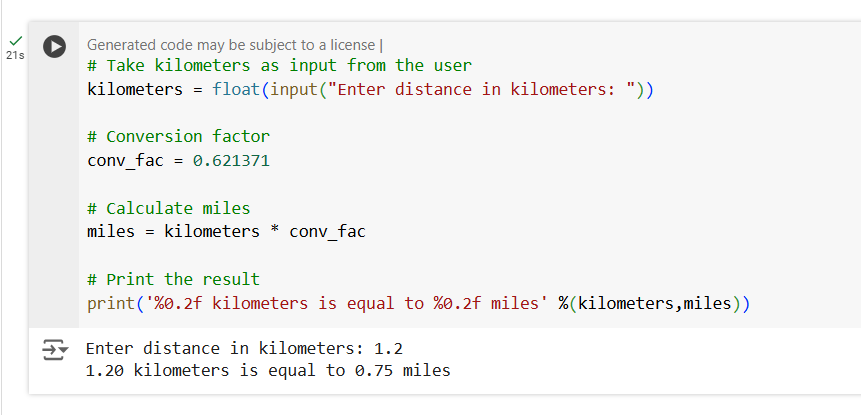 Generated code may be subject to a license |
21s
# Take kilometers as input from the user
kilometers = float(input("Enter distance in kilometers: "))
# Conversion factor
conv_fac = 0.621371
# Calculate miles
miles = kilometers * conv_fac
# Print the result
print('%0.2f kilometers is equal to %0.2f miles' %(kilometers,miles))
Enter distance in kilometers: 1.2
1.20 kilometers is equal to 0.75 miles